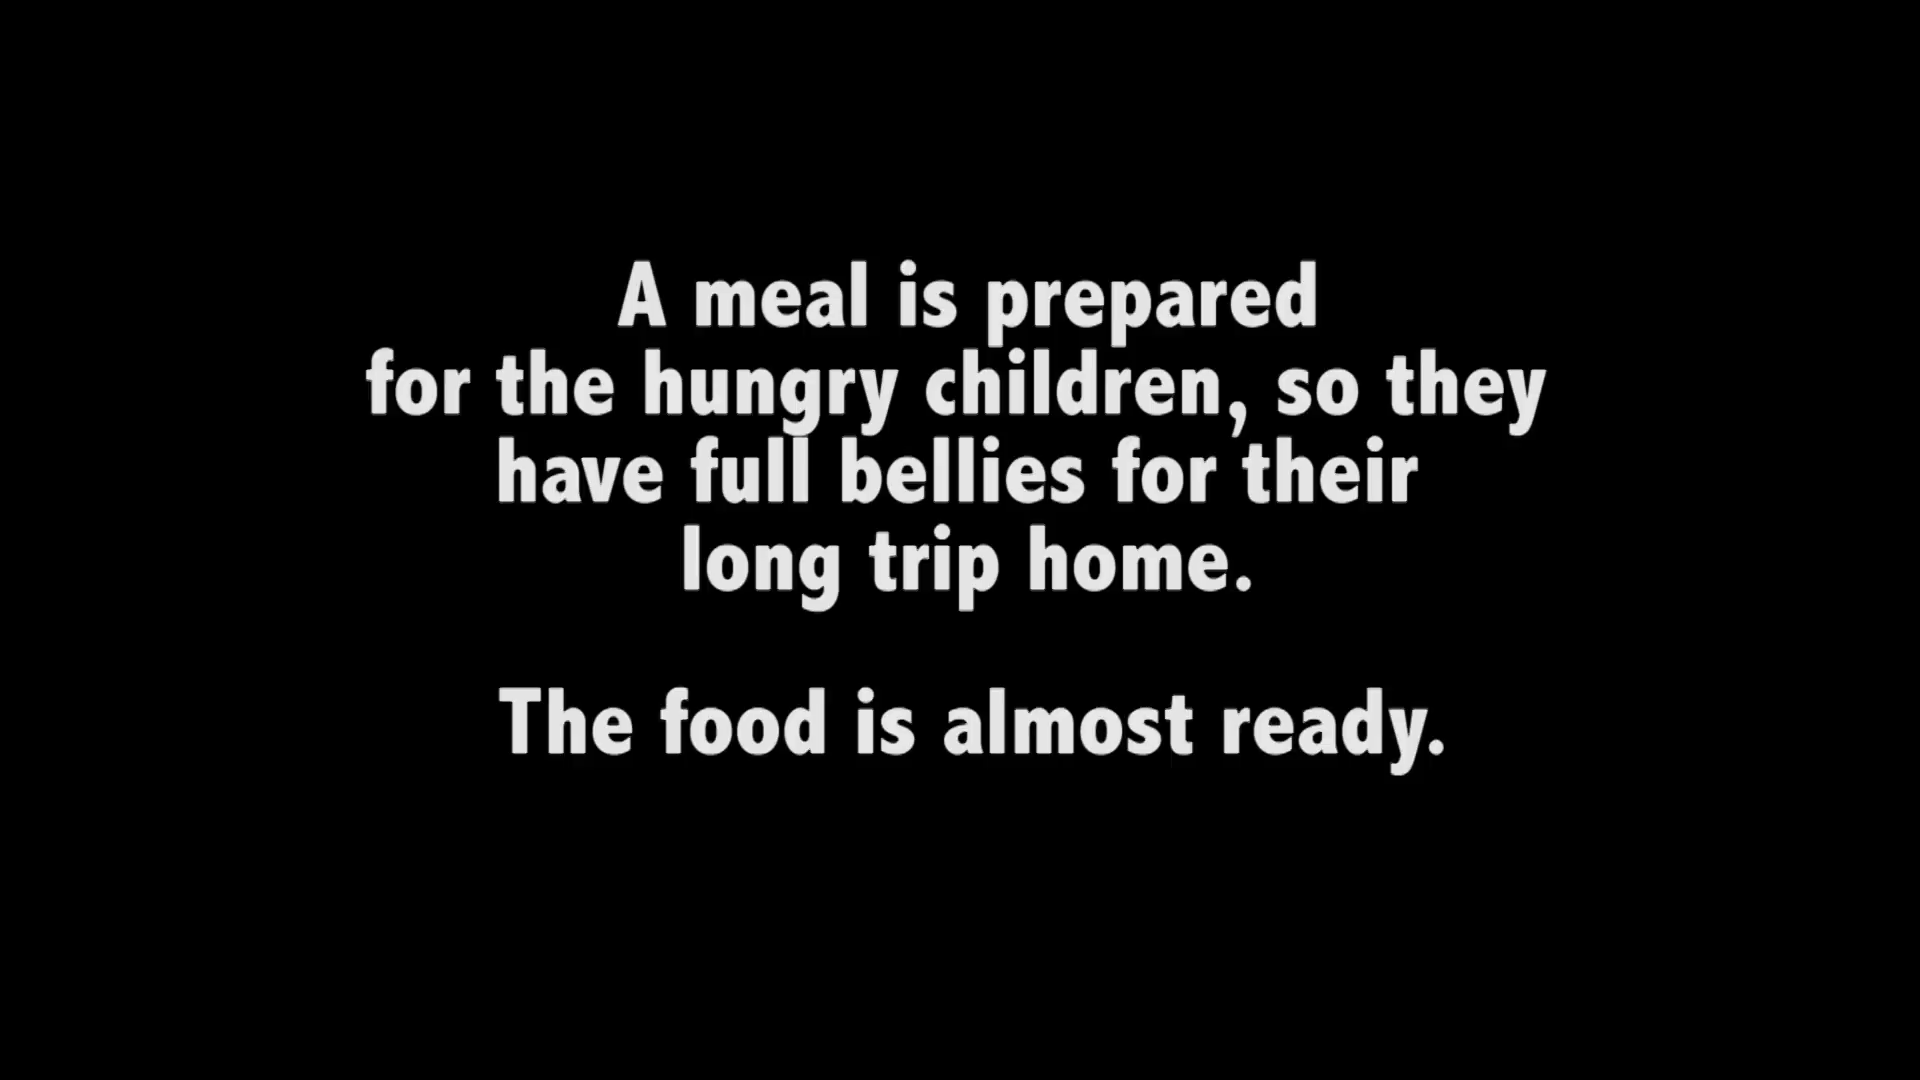 A meal is prepared
for the hungry children, so they
have full bellies for their
long trip home.
The food is almost ready.